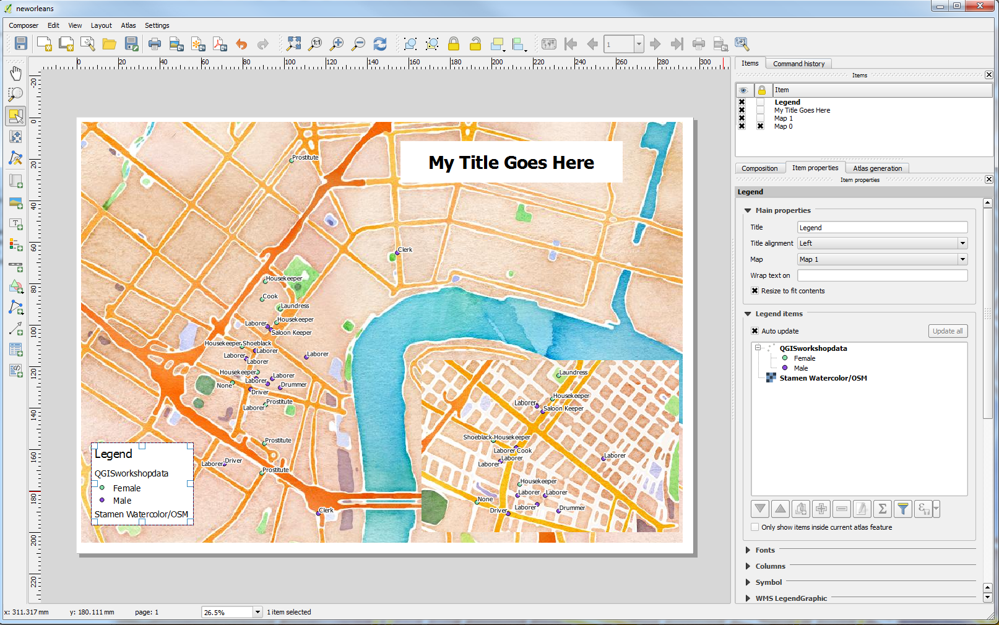 neworleans
Composer Edit View Layout Atlas Settings
1:1
1
0 20 40 60 80 100 120 140 160 180 200 220 240 260 280 300
-20
0
20
40
60
80
100
120
140
160
180
200
220
Prostitute
My Title Goes Here
Clerk
Housekeeper
Cook
Laundress
Housekeeper
Laborer
Saloon Keeper
Housekeeper Shoeblack
Laborer
Laborer
Laborer
Laborer
Housekeeper
Laborer
Laborer
None
Drummer
Driver
Prostitute
Laborer
Prostitute
Driver
Laborer
Prostitute
Clerk
Laundress
Housekeeper
Laborer
Saloon Keeper
Shoeblack Housekeeper
Laborer Cook
Laborer
Laborer
Laborer
Housekeeper
Laborer
Laborer
None
Laborer
Drummer
Driver
Legend
QGISworkshopdata
Female
Male
Stamen Watercolor/OSM
Items Command history
Items
Item
Legend
My Title Goes Here
Map 1
Map 0
Composition Item properties Atlas generation
Item properties
Legend
Main properties
Title Legend
Title alignment Left
Map Map 1
Wrap text on
Resize to fit contents
Legend items
Auto update Update all
QGISworkshopdata
Female
Male
Stamen Watercolor/OSM
Σ ε
Only show items inside current atlas feature
Fonts
Columns
Symbol
WMS LegendGraphic
x: 311.317 mm y: 180.111 mm page: 1 26.5% 1 item selected